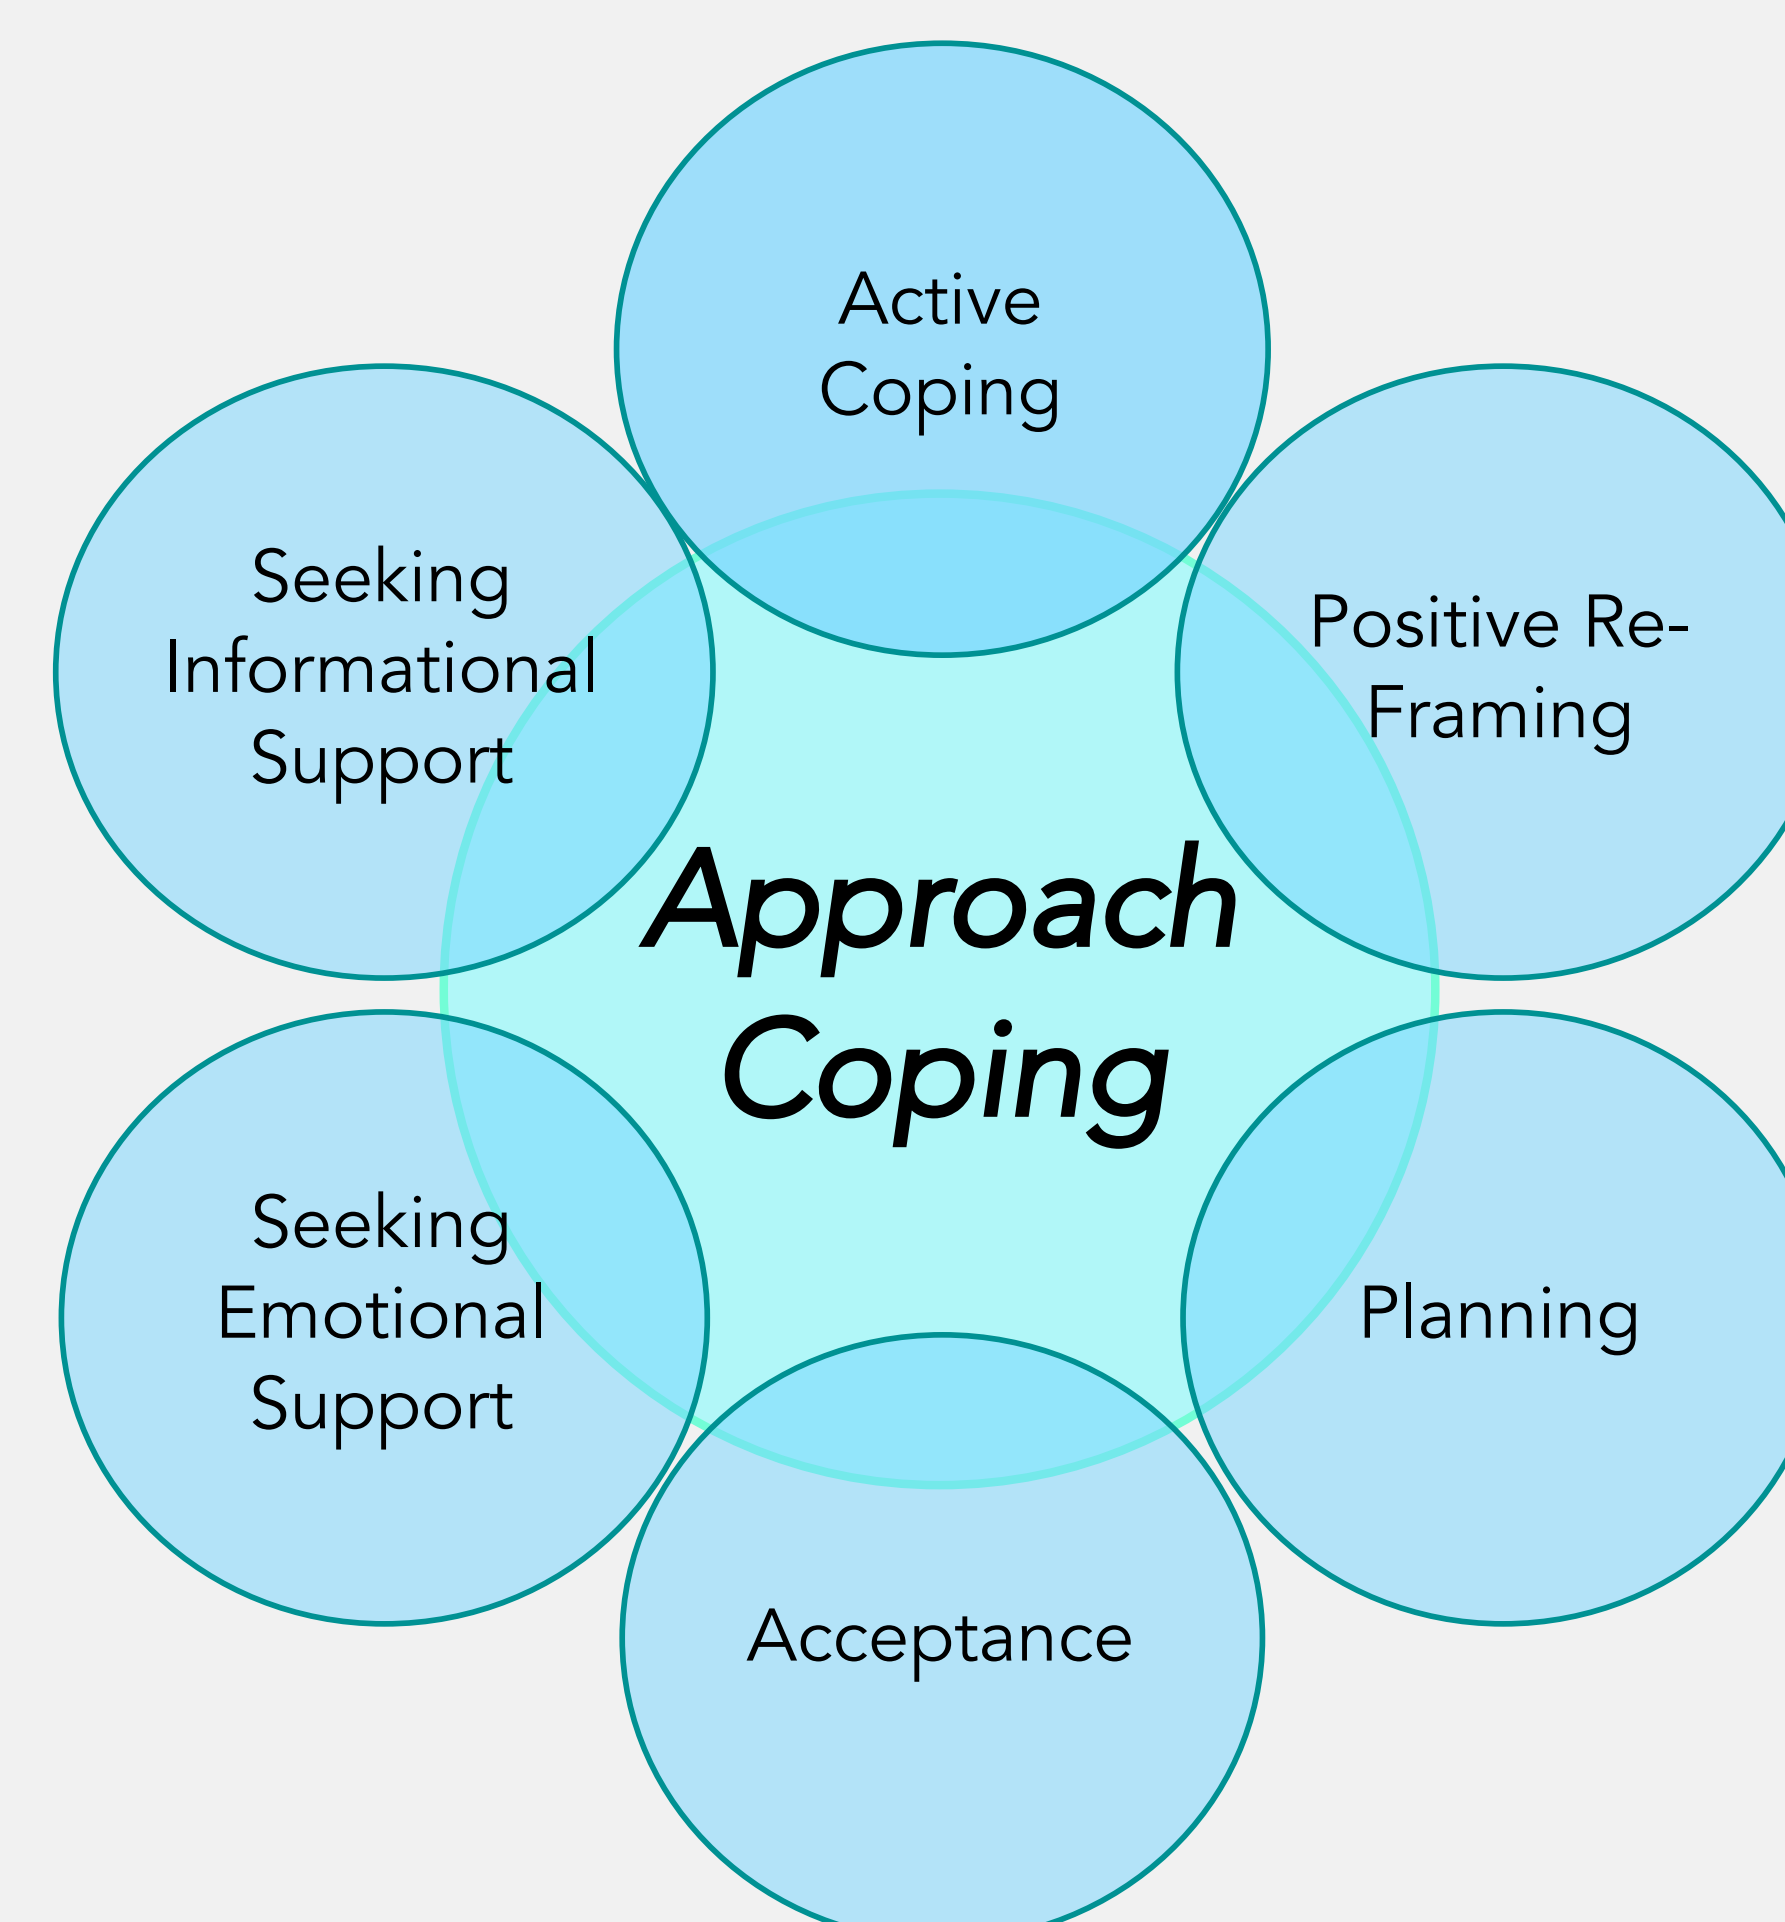 Active
Coping
Positive Re-
Framing
Planning
Acceptance
Seeking
Emotional
Support
Seeking
Informational
Support
Approach
Coping